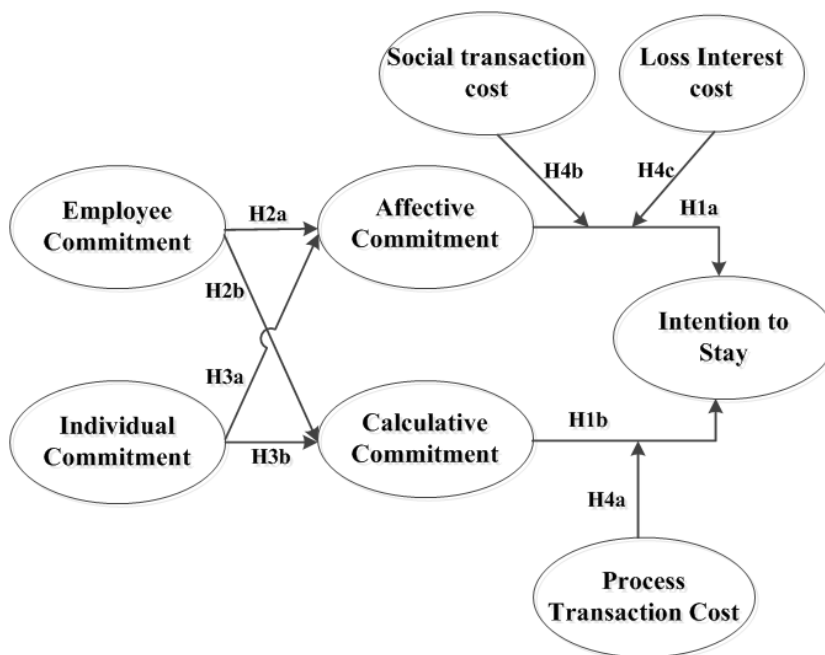 Social transaction
cost
Loss Interest
cost
H4b
H4c
Employee
Commitment
H2a
Affective
Commitment
H1a
H2b
Intention to
Stay
H3a
Individual
Commitment
H3b
Calculative
Commitment
H1b
H4a
Process
Transaction Cost